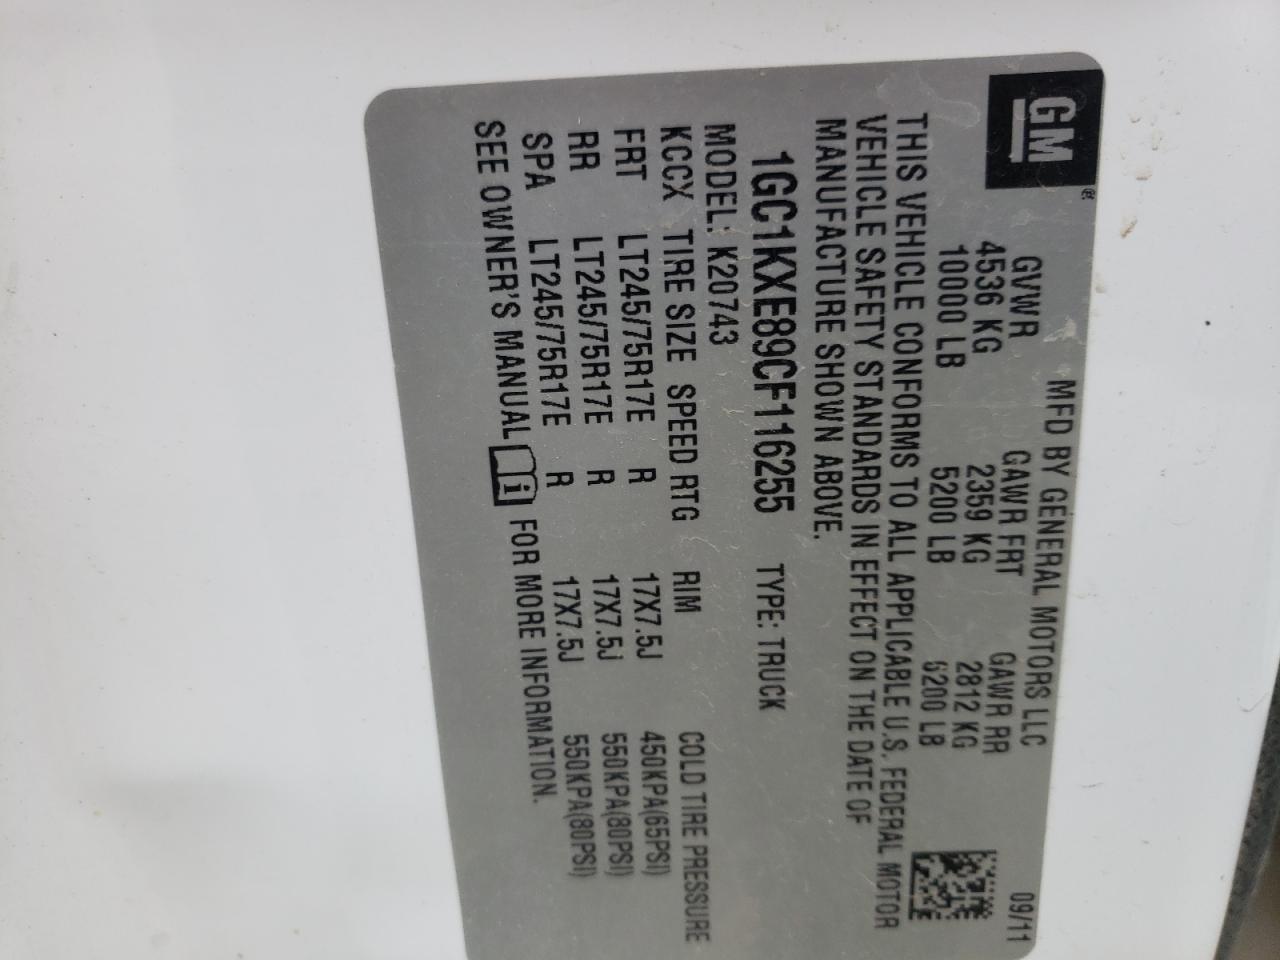 GM®
MFD BY GENERAL MOTORS LLC 09/11
GVWR GAWR FRT GAWR RR
4536 KG 2359 KG 2812 KG
10000 LB 5200 LB 6200 LB
THIS VEHICLE CONFORMS TO ALL APPLICABLE U.S. FEDERAL MOTOR
VEHICLE SAFETY STANDARDS IN EFFECT ON THE DATE OF
MANUFACTURE SHOWN ABOVE.
1GC1KXE89CF116255 TYPE: TRUCK
MODEL: K20743
KCCX TIRE SIZE SPEED RTG RIM COLD TIRE PRESSURE
FRT LT245/75R17E R 17X7.5J 450KPA(65PSI)
RR LT245/75R17E R 17X7.5J 550KPA(80PSI)
SPA LT245/75R17E R 17X7.5J 550KPA(80PSI)
SEE OWNER'S MANUAL i FOR MORE INFORMATION.